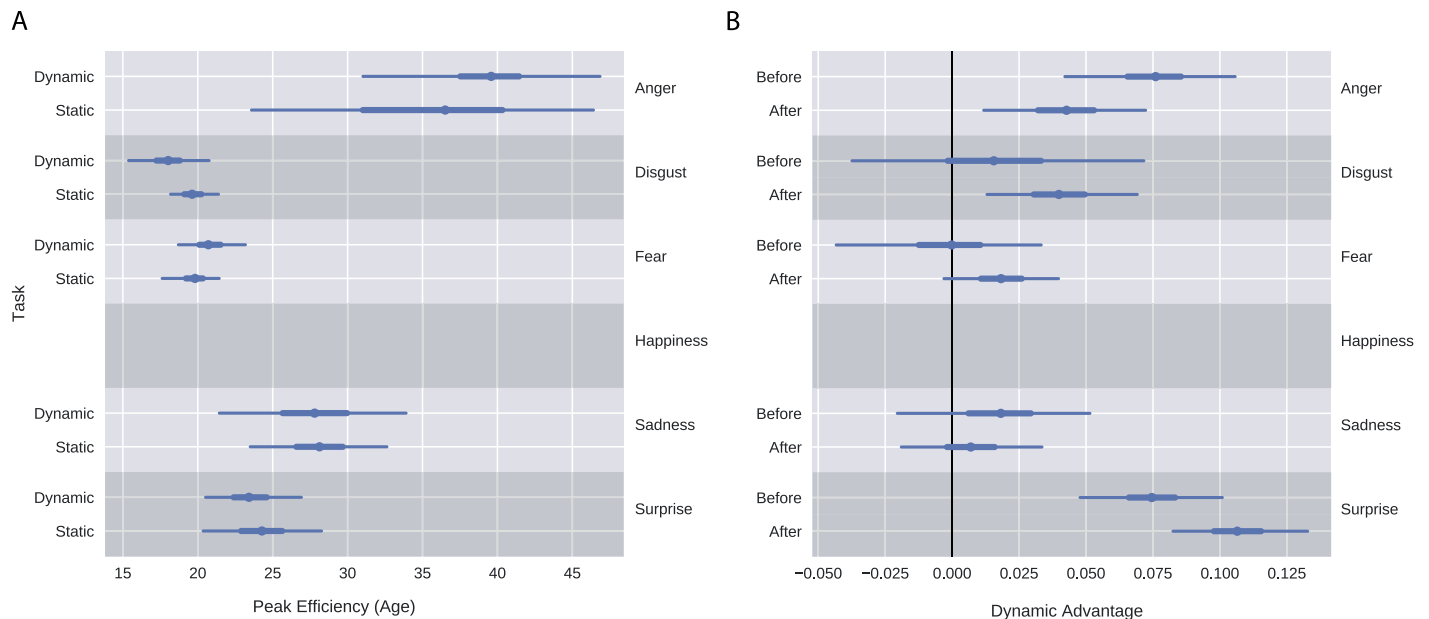 A
Dynamic
Static
Anger
Dynamic
Static
Disgust
Dynamic
Static
Fear
Happiness
Dynamic
Static
Sadness
Dynamic
Static
Surprise
Task
15 20 25 30 35 40 45
Peak Efficiency (Age)
B
Before
After
Anger
Before
After
Disgust
Before
After
Fear
Happiness
Before
After
Sadness
Before
After
Surprise
−0.050 −0.025 0.000 0.025 0.050 0.075 0.100 0.125
Dynamic Advantage